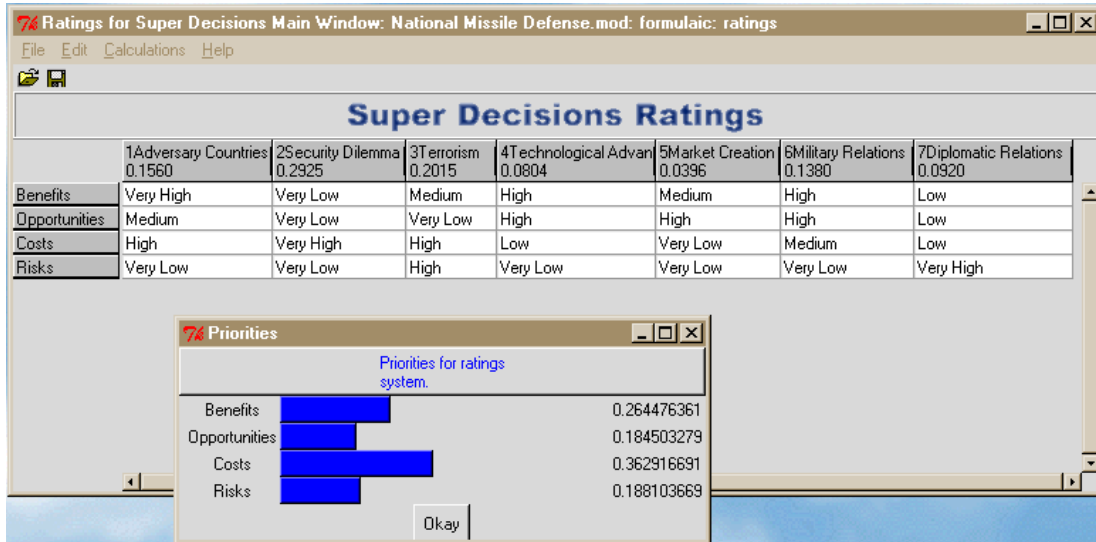 Ratings for Super Decisions Main Window: National Missile Defense.mod: formulaic: ratings
File Edit Calculations Help
Super Decisions Ratings
1Adversary Countries 2Security Dilemma 3Terrorism 4Technological Advan 5Market Creation 6Military Relations 7Diplomatic Relations
0.1560 0.2925 0.2015 0.0804 0.0396 0.1380 0.0920
Benefits Very High Very Low Medium High Medium High Low
Opportunities Medium Very Low Very Low High High High Low
Costs High Very High High Low Very Low Medium Low
Risks Very Low Very Low High Very Low Very Low Very Low Very High
Priorities
Priorities for ratings
system.
Benefits 0.264476361
Opportunities 0.184503279
Costs 0.362916691
Risks 0.188103669
Okay